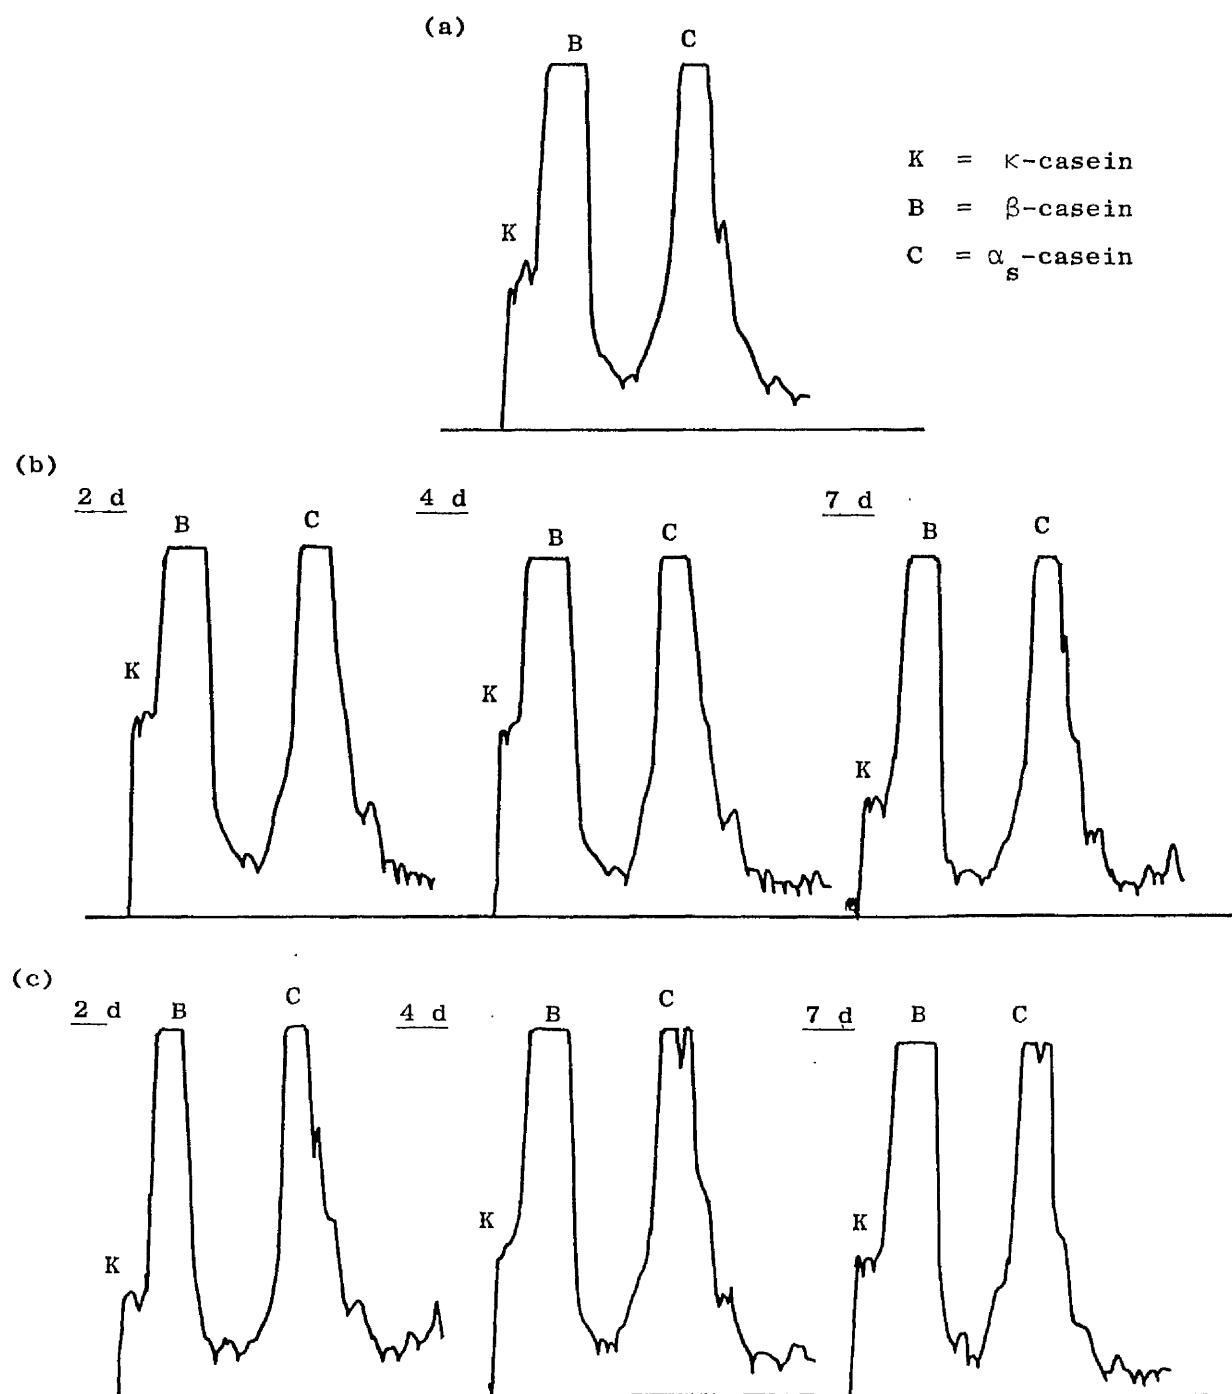 (a)
B C
K
K = κ-casein
B = β-casein
C = αs-casein
(b)
2 d 4 d 7 d
B C B C B C
K K K
(c)
2 d 4 d 7 d
B C B C B C
K K K